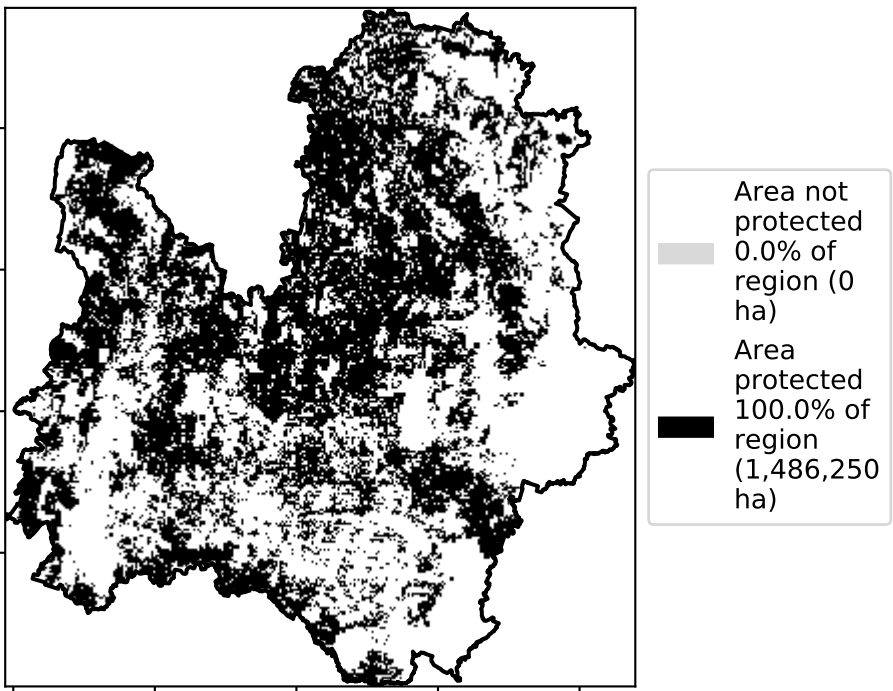 Area not
protected
0.0% of
region (0
ha)
Area
protected
100.0% of
region
(1,486,250
ha)